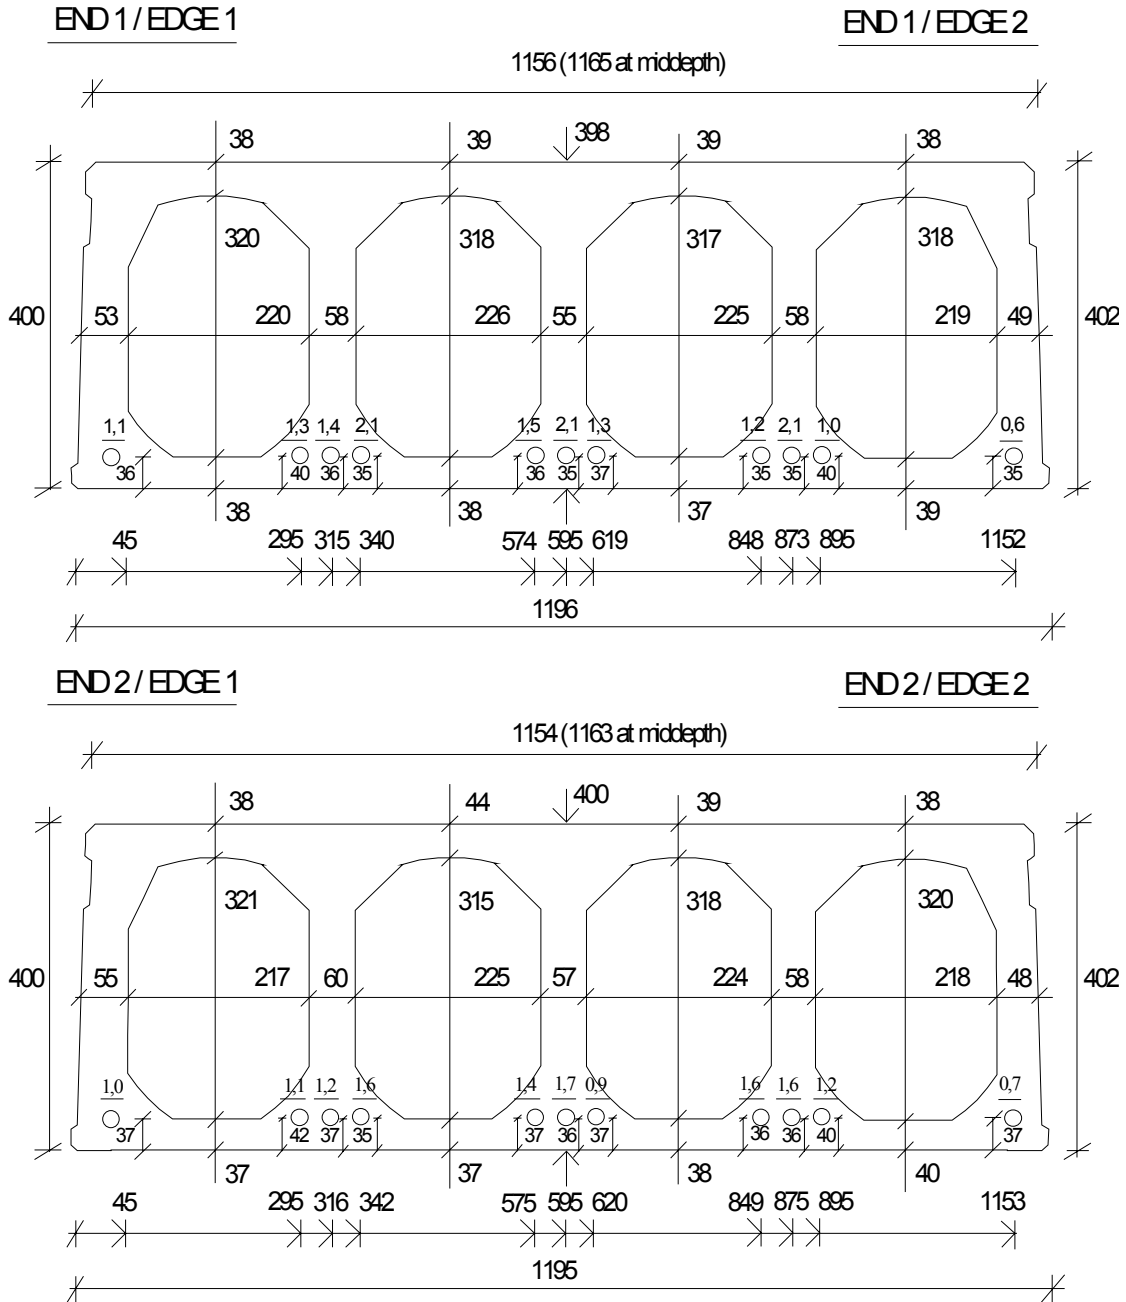 END 1 / EDGE 1 END 1 / EDGE 2
1156 (1165 at middepth)
38 39 398 39 38
320 318 317 318
400 53 220 58 226 55 225 58 219 49 402
1,1 1,3 1,4 2,1 1,5 2,1 1,3 1,2 2,1 1,0 0,6
36 40 36 35 36 35 37 35 35 40 35
38 38 37 39
45 295 315 340 574 595 619 848 873 895 1152
1196
END 2 / EDGE 1 END 2 / EDGE 2
1154 (1163 at middepth)
38 44 400 39 38
321 315 318 320
400 55 217 60 225 57 224 58 218 48 402
1,0 1,1 1,2 1,6 1,4 1,7 0,9 1,6 1,6 1,2 0,7
37 42 37 35 37 36 37 36 36 40 37
37 37 38 40
45 295 316 342 575 595 620 849 875 895 1153
1195